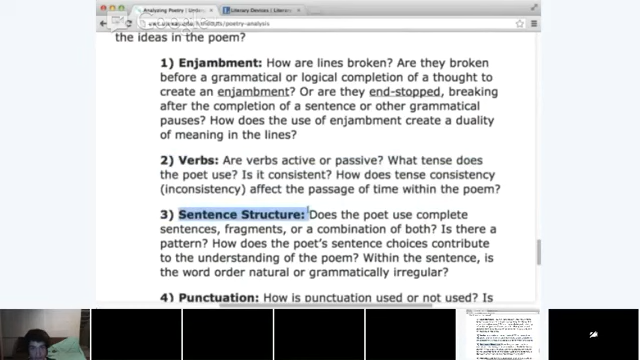 Analyzing Poetry | Under
Literary Devices | Literary
the ideas in the poem?
1) Enjambment: How are lines broken? Are they broken
before a grammatical or logical completion of a thought to
create an enjambment? Or are they end-stopped, breaking
after the completion of a sentence or other grammatical
pauses? How does the use of enjambment create a duality
of meaning in the lines?
2) Verbs: Are verbs active or passive? What tense does
the poet use? Is it consistent? How does tense consistency
(inconsistency) affect the passage of time within the poem?
3) Sentence Structure: Does the poet use complete
sentences, fragments, or a combination of both? Is there a
pattern? How does the poet's sentence choices contribute
to the understanding of the poem? Within the sentence, is
the word order natural or grammatically irregular?
4) Punctuation: How is punctuation used or not used? Is